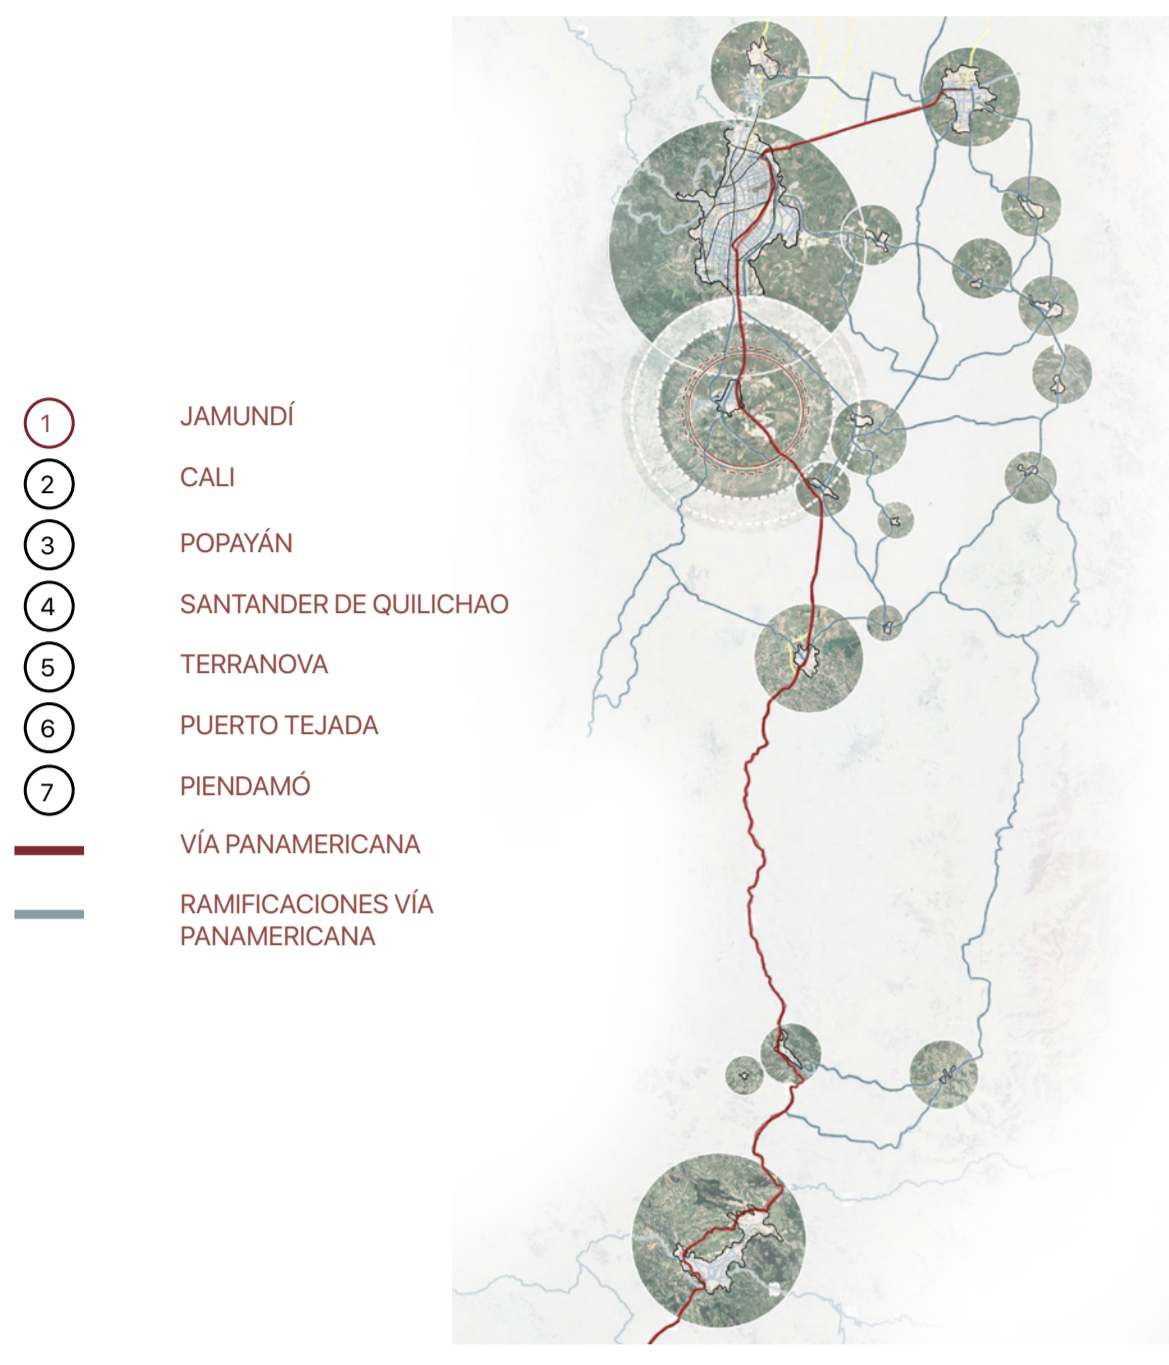 1 JAMUNDÍ
2 CALI
3 POPAYÁN
4 SANTANDER DE QUILICHAO
5 TERRANOVA
6 PUERTO TEJADA
7 PIENDAMÓ
VÍA PANAMERICANA
RAMIFICACIONES VÍA
PANAMERICANA